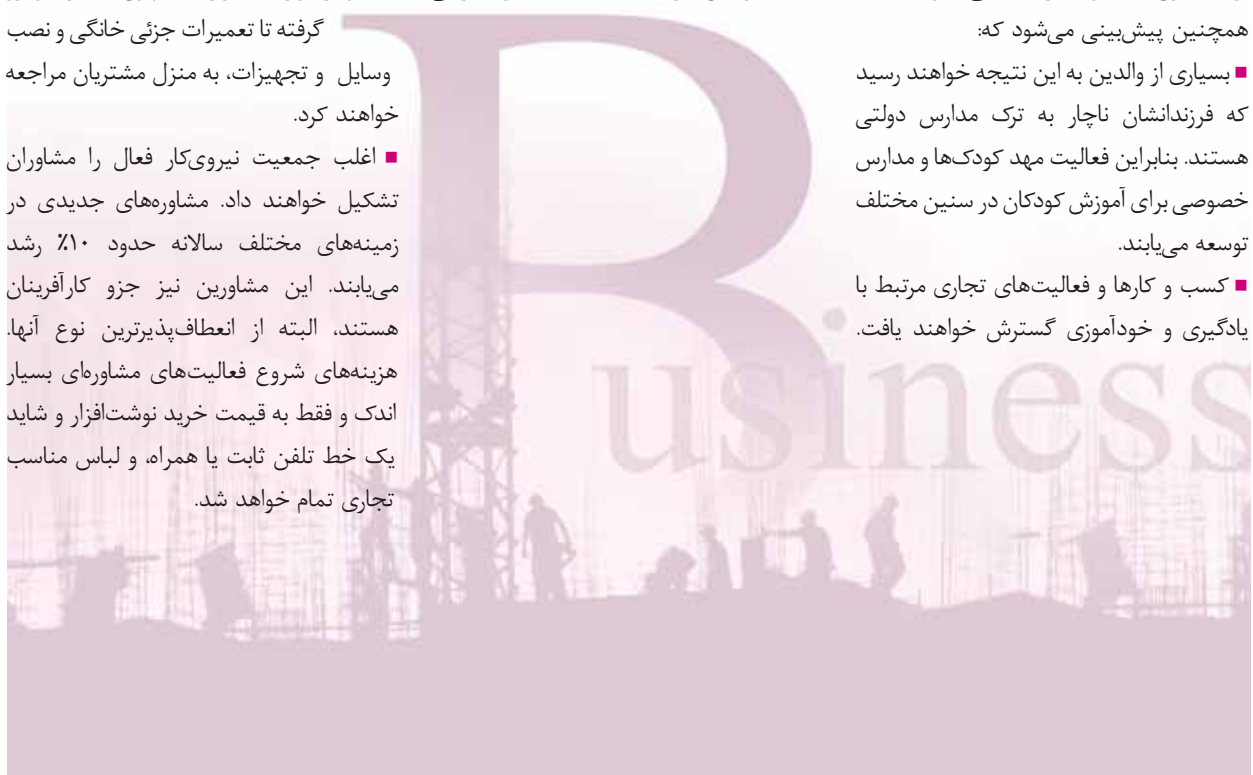 همچنین پیش‌بینی می‌شود که:
■ بسیاری از والدین به این نتیجه خواهند رسید
که فرزندانشان ناچار به ترک مدارس دولتی
هستند. بنابراین فعالیت مهد کودک‌ها و مدارس
خصوصی برای آموزش کودکان در سنین مختلف
توسعه می‌یابند.
■ کسب و کارها و فعالیت‌های تجاری مرتبط با
یادگیری و خودآموزی گسترش خواهند یافت.
گرفته تا تعمیرات جزئی خانگی و نصب
وسایل و تجهیزات، به منزل مشتریان مراجعه
خواهند کرد.
■ اغلب جمعیت نیروی‌کار فعال را مشاوران
تشکیل خواهند داد. مشاوره‌های جدیدی در
زمینه‌های مختلف سالانه حدود ۱۰٪ رشد
می‌یابند. این مشاورین نیز جزو کارآفرینان
هستند، البته از انعطاف‌پذیرترین نوع آنها.
هزینه‌های شروع فعالیت‌های مشاوره‌ای بسیار
اندک و فقط به قیمت خرید نوشت‌افزار و شاید
یک خط تلفن ثابت یا همراه، و لباس مناسب
تجاری تمام خواهد شد.
Business